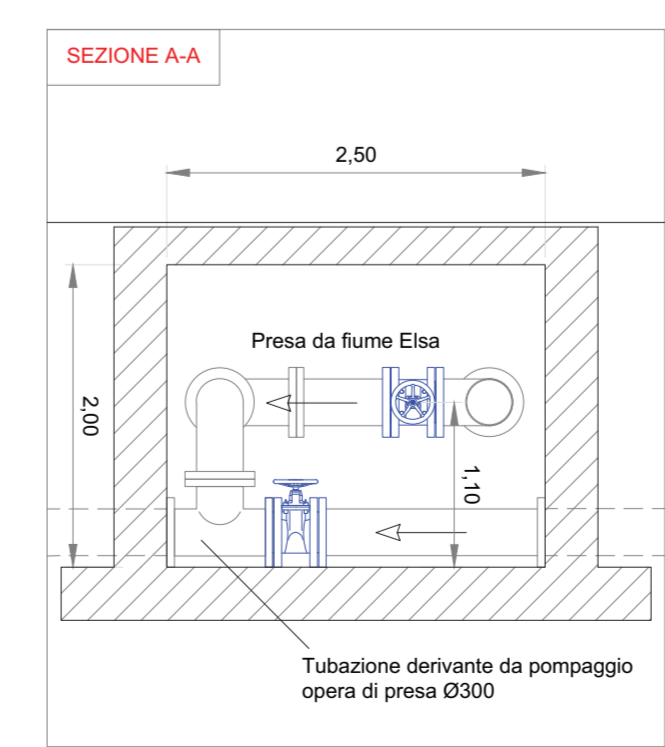 SEZIONE A-A
2,50
Presa da fiume Elsa
2,00
1,10
Tubazione derivante da pompaggio
opera di presa Ø300